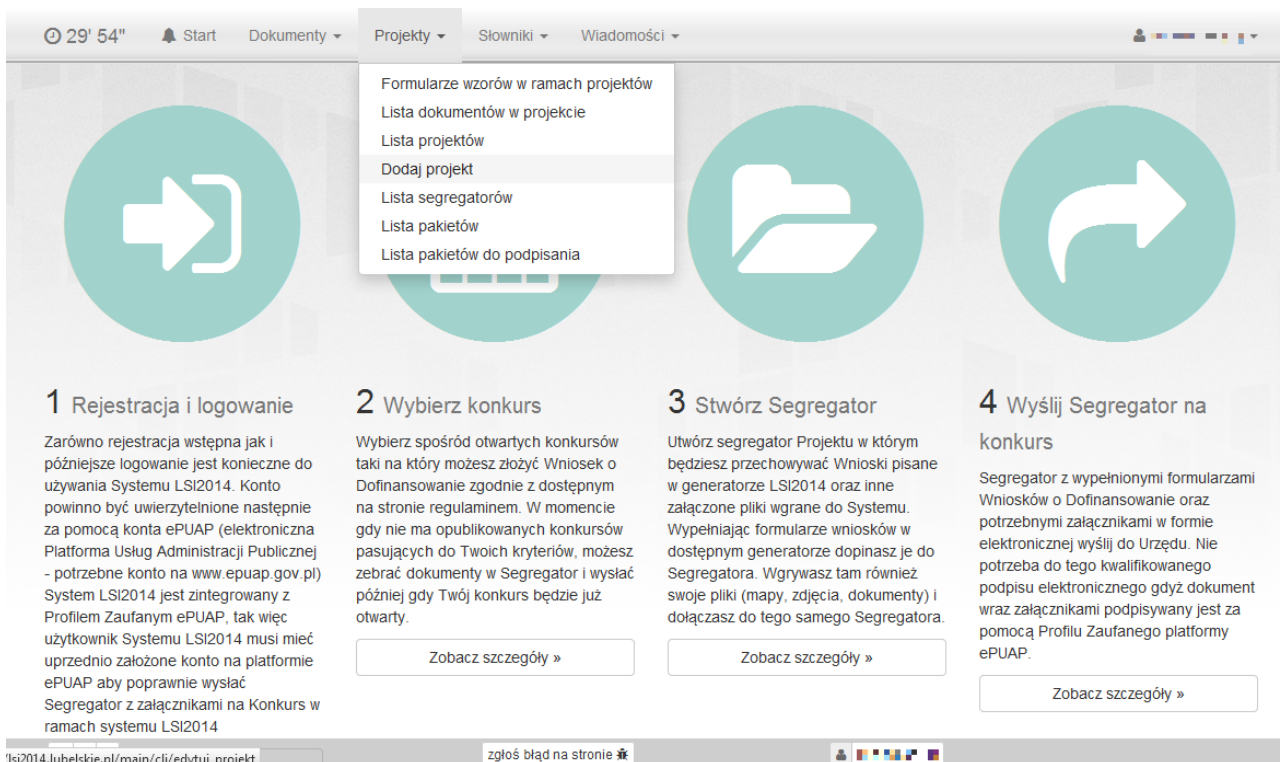 29' 54" Start Dokumenty Projekty Słowniki Wiadomości
Formularze wzorów w ramach projektów
Lista dokumentów w projekcie
Lista projektów
Dodaj projekt
Lista segregatorów
Lista pakietów
Lista pakietów do podpisania
1 Rejestracja i logowanie
Zarówno rejestracja wstępna jak i
późniejsze logowanie jest konieczne do
używania Systemu LSI2014. Konto
powinno być uwierzytelnione następnie
za pomocą konta ePUAP (elektroniczna
Platforma Usług Administracji Publicznej
- potrzebne konto na www.epuap.gov.pl)
System LSI2014 jest zintegrowany z
Profilem Zaufanym ePUAP, tak więc
użytkownik Systemu LSI2014 musi mieć
uprzednio założone konto na platformie
ePUAP aby poprawnie wysłać
Segregator z załącznikami na Konkurs w
ramach systemu LSI2014
2 Wybierz konkurs
Wybierz spośród otwartych konkursów
taki na który możesz złożyć Wniosek o
Dofinansowanie zgodnie z dostępnym
na stronie regulaminem. W momencie
gdy nie ma opublikowanych konkursów
pasujących do Twoich kryteriów, możesz
zebrać dokumenty w Segregator i wysłać
później gdy Twój konkurs będzie już
otwarty.
Zobacz szczegóły »
3 Stwórz Segregator
Utwórz segregator Projektu w którym
będziesz przechowywać Wnioski pisane
w generatorze LSI2014 oraz inne
załączone pliki wgrane do Systemu.
Wypełniając formularze wniosków w
dostępnym generatorze dopinasz je do
Segregatora. Wgrywasz tam również
swoje pliki (mapy, zdjęcia, dokumenty) i
dołączasz do tego samego Segregatora.
Zobacz szczegóły »
4 Wyślij Segregator na
konkurs
Segregator z wypełnionymi formularzami
Wniosków o Dofinansowanie oraz
potrzebnymi załącznikami w formie
elektronicznej wyślij do Urzędu. Nie
potrzeba do tego kwalifikowanego
podpisu elektronicznego gdyż dokument
wraz załącznikami podpisywany jest za
pomocą Profilu Zaufanego platformy
ePUAP.
Zobacz szczegóły »
/lsi2014.lubelskie.pl/main/cli/edytuj_projekt
zgłoś błąd na stronie